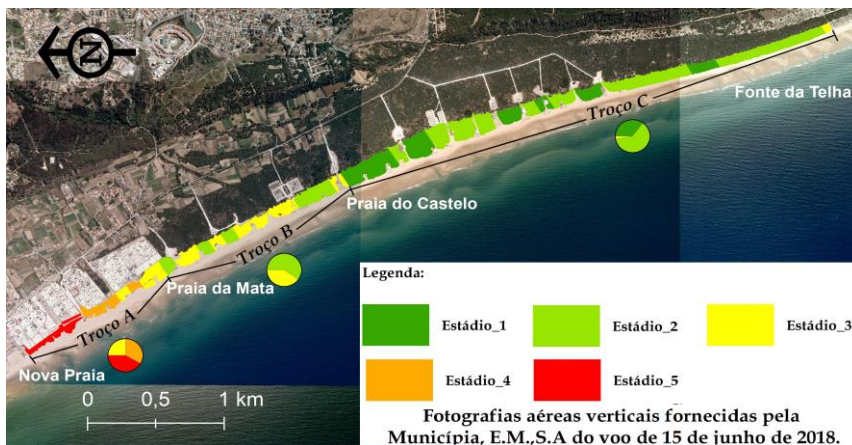 N
Fonte da Telha
Troço C
Praia do Castelo
Troço B
Praia da Mata
Troço A
Nova Praia
0 0,5 1 km
Legenda:
Estádio_1 Estádio_2 Estádio_3
Estádio_4 Estádio_5
Fotografias aéreas verticais fornecidas pela
Municípia, E.M.,S.A do voo de 15 de junho de 2018.